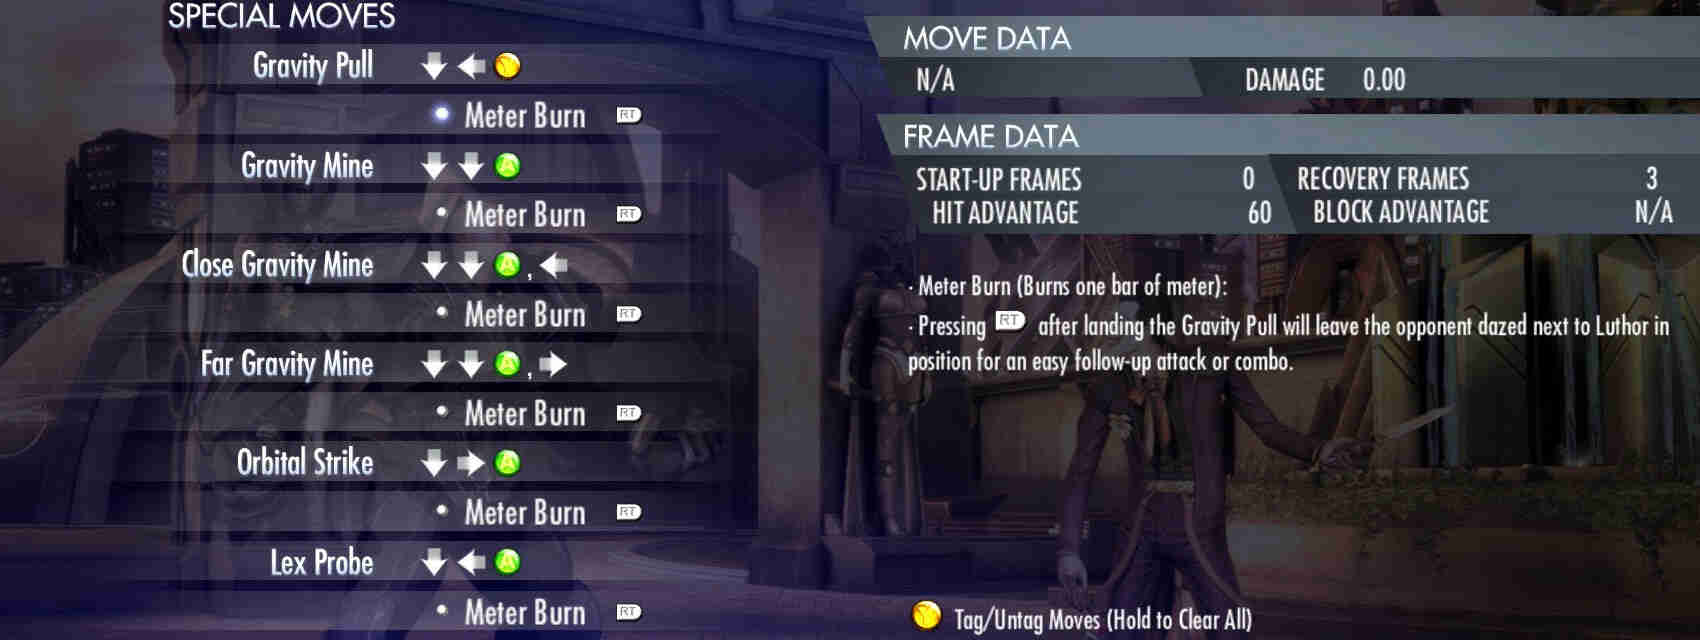 SPECIAL MOVES
Gravity Pull Y
Meter Burn RT
Gravity Mine A
Meter Burn RT
Close Gravity Mine A ,
Meter Burn RT
Far Gravity Mine A ,
Meter Burn RT
Orbital Strike A
Meter Burn RT
Lex Probe A
Meter Burn RT
MOVE DATA
N/A DAMAGE 0.00
FRAME DATA
START-UP FRAMES 0 RECOVERY FRAMES 3
HIT ADVANTAGE 60 BLOCK ADVANTAGE N/A
· Meter Burn (Burns one bar of meter):
· Pressing RT after landing the Gravity Pull will leave the opponent dazed next to Luthor in
position for an easy follow-up attack or combo.
Y Tag/Untag Moves (Hold to Clear All)